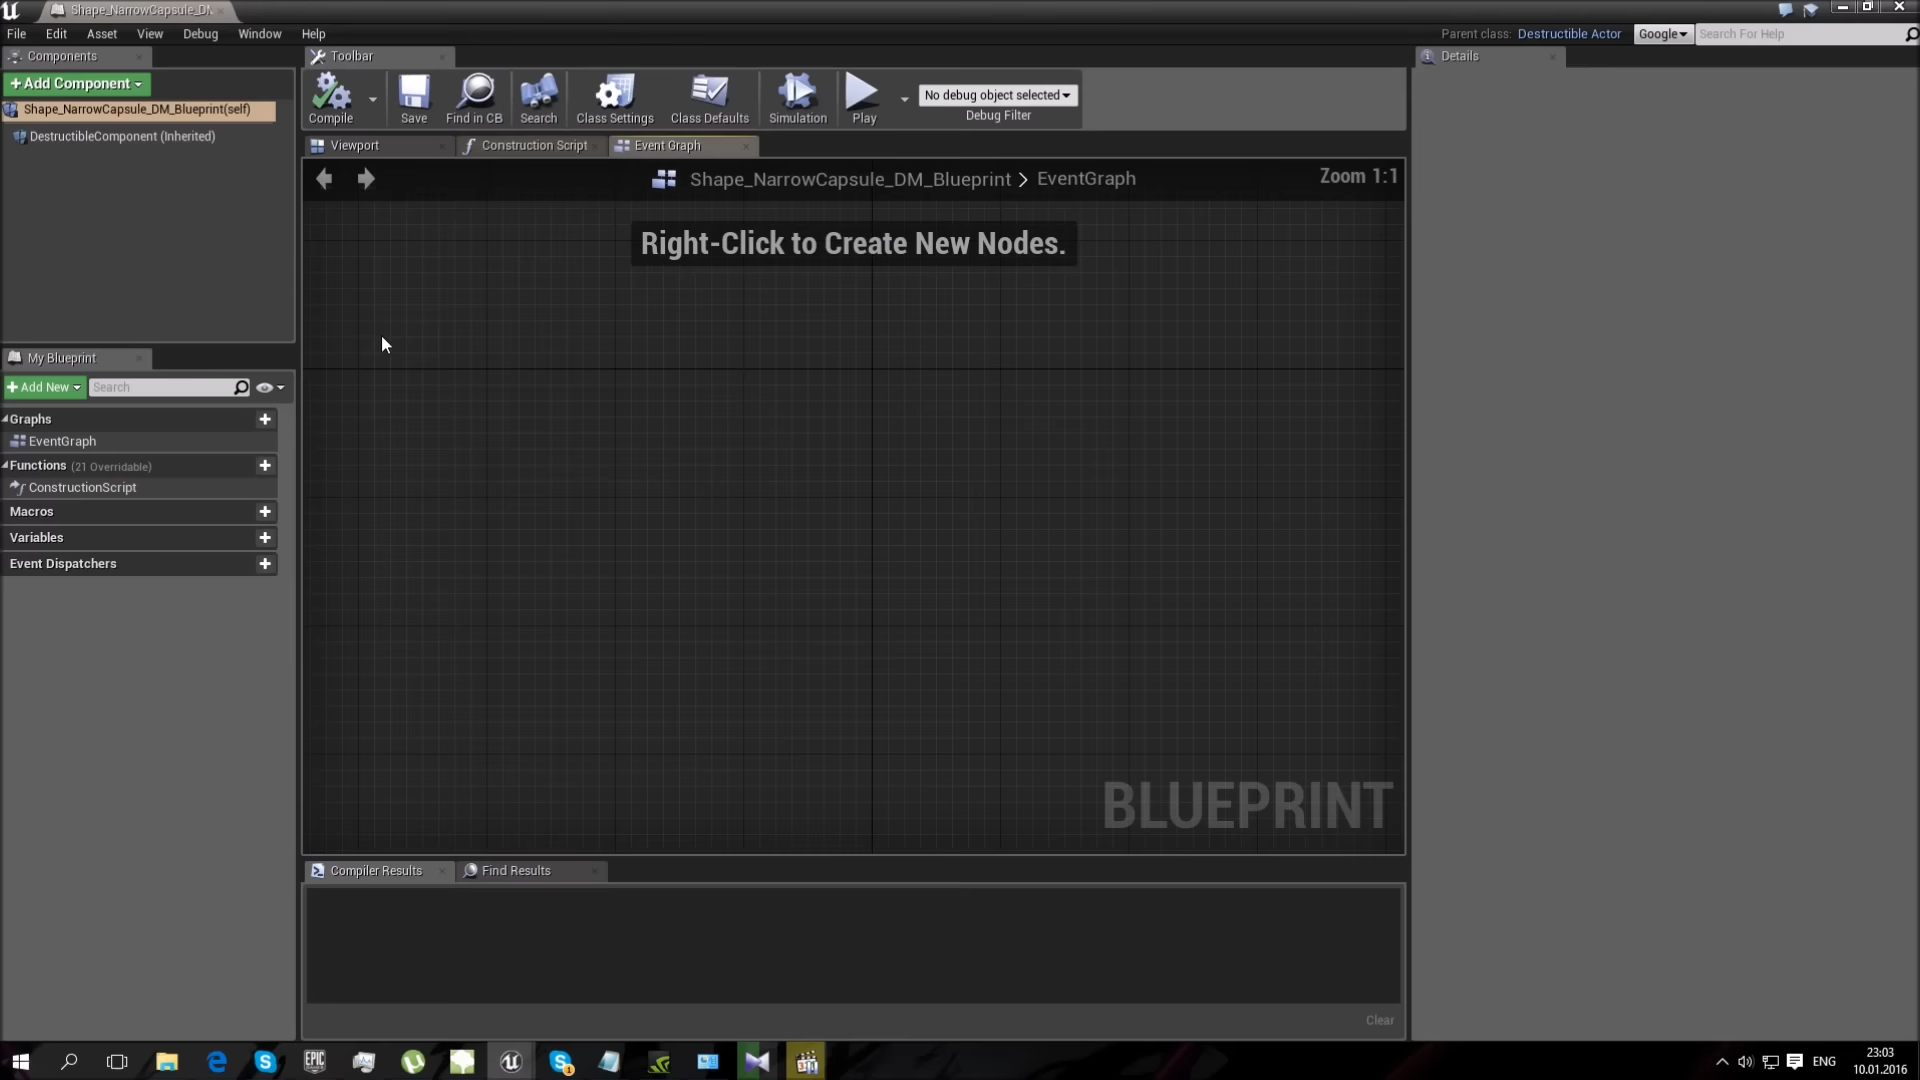 Shape_NarrowCapsule_DM
File Edit Asset View Debug Window Help
Parent class: Destructible Actor Google Search For Help
Components
Toolbar
Details
+Add Component
Shape_NarrowCapsule_DM_Blueprint(self)
DestructibleComponent (Inherited)
Compile Save Find in CB Search Class Settings Class Defaults Simulation Play
No debug object selected
Debug Filter
Viewport Construction Script Event Graph
Shape_NarrowCapsule_DM_Blueprint > EventGraph
Zoom 1:1
Right-Click to Create New Nodes.
My Blueprint
+Add New Search
Graphs
EventGraph
Functions (21 Overridable)
ConstructionScript
Macros
Variables
Event Dispatchers
BLUEPRINT
Compiler Results Find Results
Clear
EPIC
ENG
23:03
10.01.2016